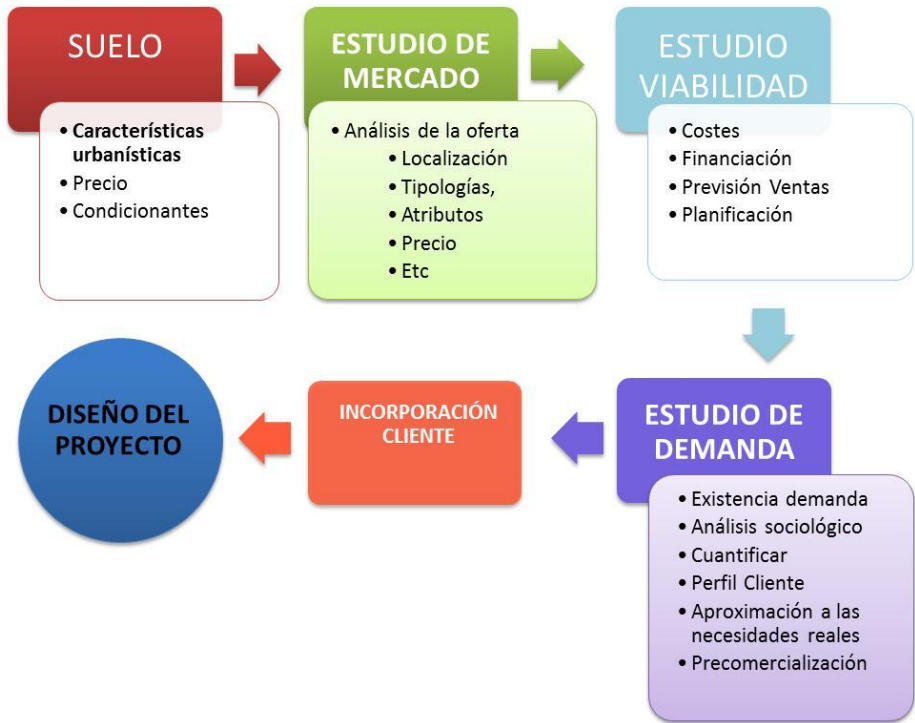 SUELO
• Características
urbanísticas
• Precio
• Condicionantes
ESTUDIO DE
MERCADO
• Análisis de la oferta
• Localización
• Tipologías,
• Atributos
• Precio
• Etc
ESTUDIO
VIABILIDAD
• Costes
• Financiación
• Previsión Ventas
• Planificación
ESTUDIO DE
DEMANDA
• Existencia demanda
• Análisis sociológico
• Cuantificar
• Perfil Cliente
• Aproximación a las
necesidades reales
• Precomercialización
INCORPORACIÓN
CLIENTE
DISEÑO DEL
PROYECTO